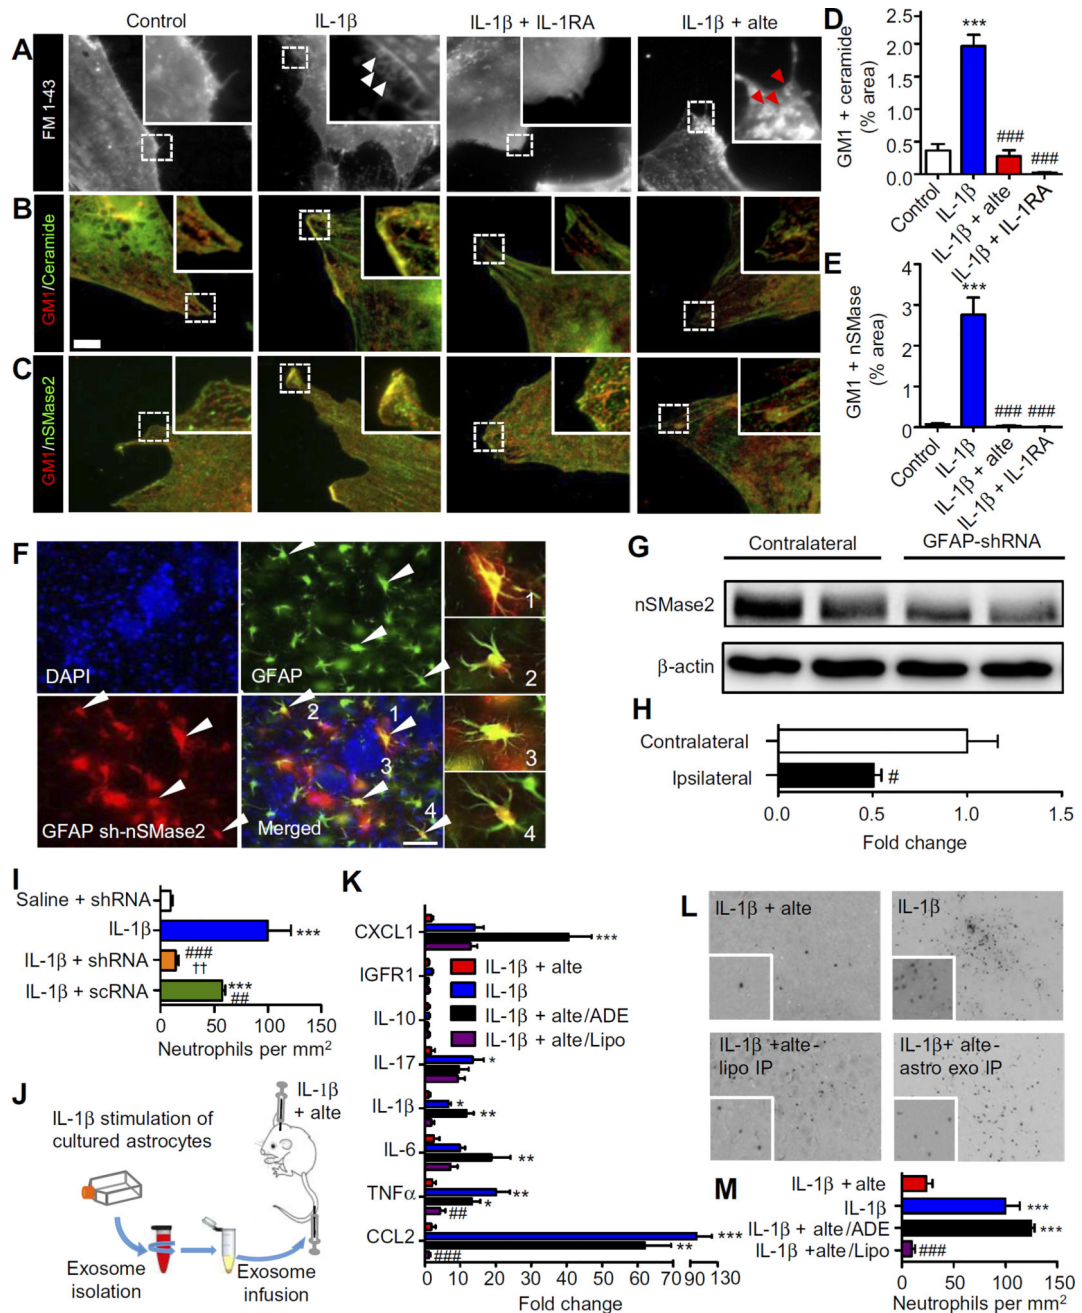 Control
IL-1β
IL-1β + IL-1RA
IL-1β + alte
A
FM 1-43
B
GM1/Ceramide
C
GM1/nSMase2
D
GM1 + ceramide
(% area)
2.5
2.0
1.5
1.0
0.5
0.0
***
###
###
Control
IL-1β
IL-1β + alte
IL-1β + IL-1RA
E
GM1 + nSMase
(% area)
4
3
2
1
0
***
###
###
Control
IL-1β
IL-1β + alte
IL-1β + IL-1RA
F
DAPI
GFAP
GFAP sh-nSMase2
Merged
1
2
3
4
1
2
3
4
G
Contralateral
GFAP-shRNA
nSMase2
β-actin
H
Contralateral
Ipsilateral
#
0.0
0.5
1.0
1.5
Fold change
I
Saline + shRNA
IL-1β
***
IL-1β + shRNA
###
††
IL-1β + scRNA
***
##
0
50
100
150
Neutrophils per mm²
J
IL-1β stimulation of
cultured astrocytes
IL-1β
+ alte
Exosome
isolation
Exosome
infusion
K
CXCL1
***
IGFR1
IL-10
IL-17
*
IL-1β
*
**
IL-6
**
TNFα
**
*
##
CCL2
***
**
###
IL-1β + alte
IL-1β
IL-1β + alte/ADE
IL-1β + alte/Lipo
0
10
20
30
40
50
60
70
90
130
Fold change
L
IL-1β + alte
IL-1β
IL-1β +alte-
lipo IP
IL-1β+ alte-
astro exo IP
M
IL-1β + alte
IL-1β
***
IL-1β + alte/ADE
***
IL-1β +alte/Lipo
###
0
50
100
150
Neutrophils per mm²